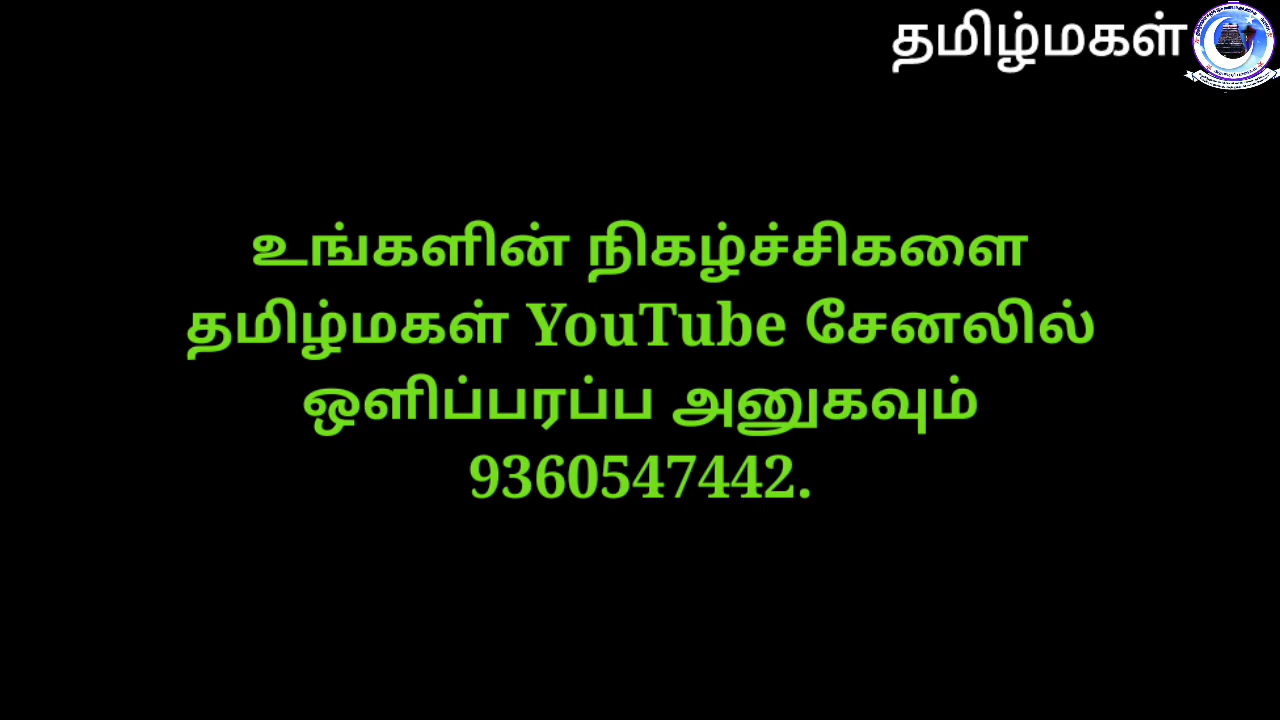 தமிழ்மகள்
உங்களின் நிகழ்ச்சிகளை
தமிழ்மகள் YouTube சேனலில்
ஒளிப்பரப்ப அனுகவும்
9360547442.